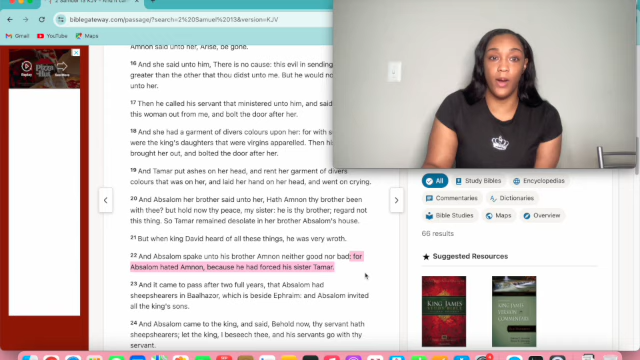 2 Samuel 13 KJV
biblegateway.com/passage/?search=2%20Samuel%2013&version=KJV
Gmail YouTube Maps
Amnon said unto her, Arise, be gone.
16 And she said unto him, There is no cause: this evil in sending
greater than the other that thou didst unto me. But he would no
unto her.
17 Then he called his servant that ministered unto him, and said
this woman out from me, and bolt the door after her.
18 And she had a garment of divers colours upon her: for with s
were the king's daughters that were virgins apparelled. Then hi
brought her out, and bolted the door after her.
19 And Tamar put ashes on her head, and rent her garment of divers
colours that was on her, and laid her hand on her head, and went on crying.
20 And Absalom her brother said unto her, Hath Amnon thy brother been
with thee? but hold now thy peace, my sister: he is thy brother; regard not
this thing. So Tamar remained desolate in her brother Absalom's house.
21 But when king David heard of all these things, he was very wroth.
22 And Absalom spake unto his brother Amnon neither good nor bad: for
Absalom hated Amnon, because he had forced his sister Tamar.
23 And it came to pass after two full years, that Absalom had
sheepshearers in Baalhazor, which is beside Ephraim: and Absalom invited
all the king's sons.
24 And Absalom came to the king, and said, Behold now, thy servant hath
sheepshearers; let the king, I beseech thee, and his servants go with thy
servant.
All Study Bibles Encyclopedias
Commentaries Dictionaries
Bible Studies Maps Overview
66 results
Suggested Resources
KING JAMES